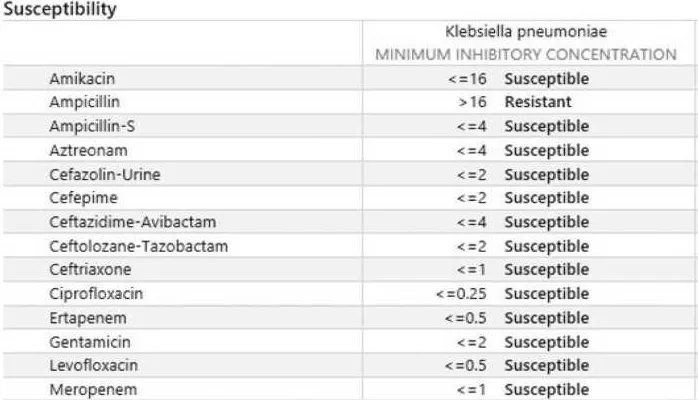 Susceptibility
Klebsiella pneumoniae
MINIMUM INHIBITORY CONCENTRATION
Amikacin <=16 Susceptible
Ampicillin >16 Resistant
Ampicillin-S <=4 Susceptible
Aztreonam <=4 Susceptible
Cefazolin-Urine <=2 Susceptible
Cefepime <=2 Susceptible
Ceftazidime-Avibactam <=4 Susceptible
Ceftolozane-Tazobactam <=2 Susceptible
Ceftriaxone <=1 Susceptible
Ciprofloxacin <=0.25 Susceptible
Ertapenem <=0.5 Susceptible
Gentamicin <=2 Susceptible
Levofloxacin <=0.5 Susceptible
Meropenem <=1 Susceptible